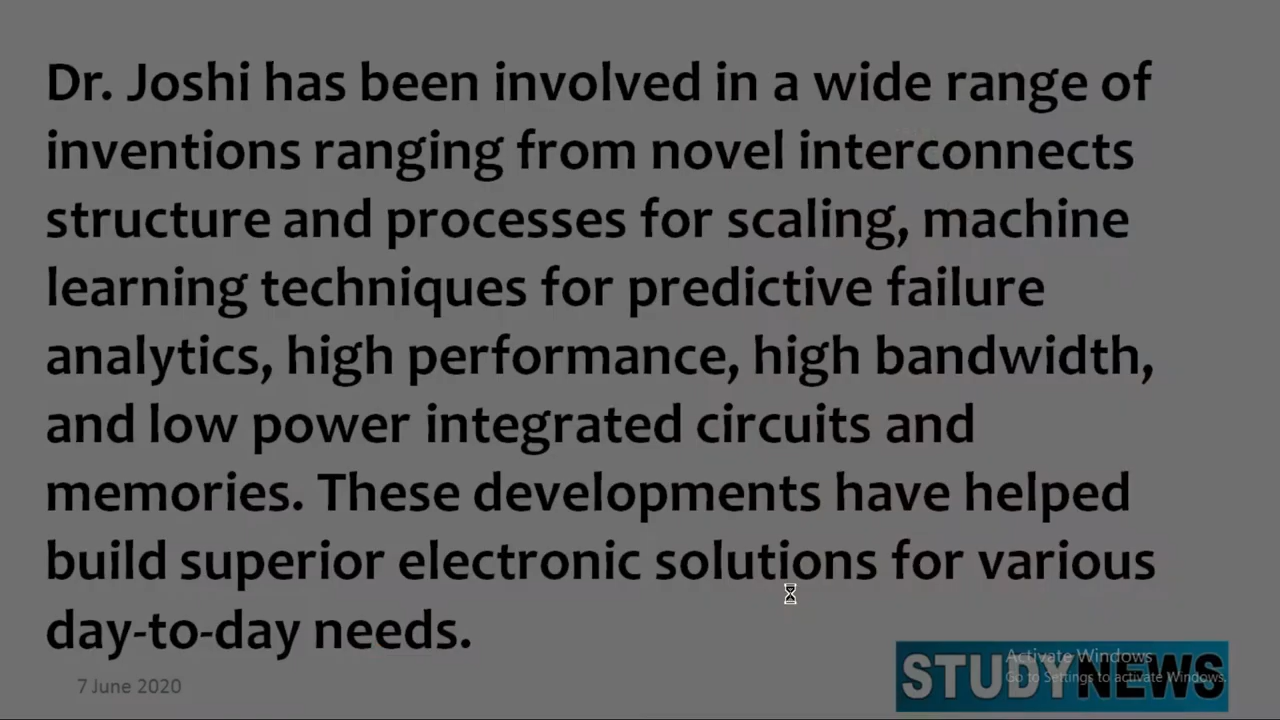 Dr. Joshi has been involved in a wide range of
inventions ranging from novel interconnects
structure and processes for scaling, machine
learning techniques for predictive failure
analytics, high performance, high bandwidth,
and low power integrated circuits and
memories. These developments have helped
build superior electronic solutions for various
day-to-day needs.
7 June 2020
STUDYNEWS
Activate Windows
Go to Settings to activate Windows.